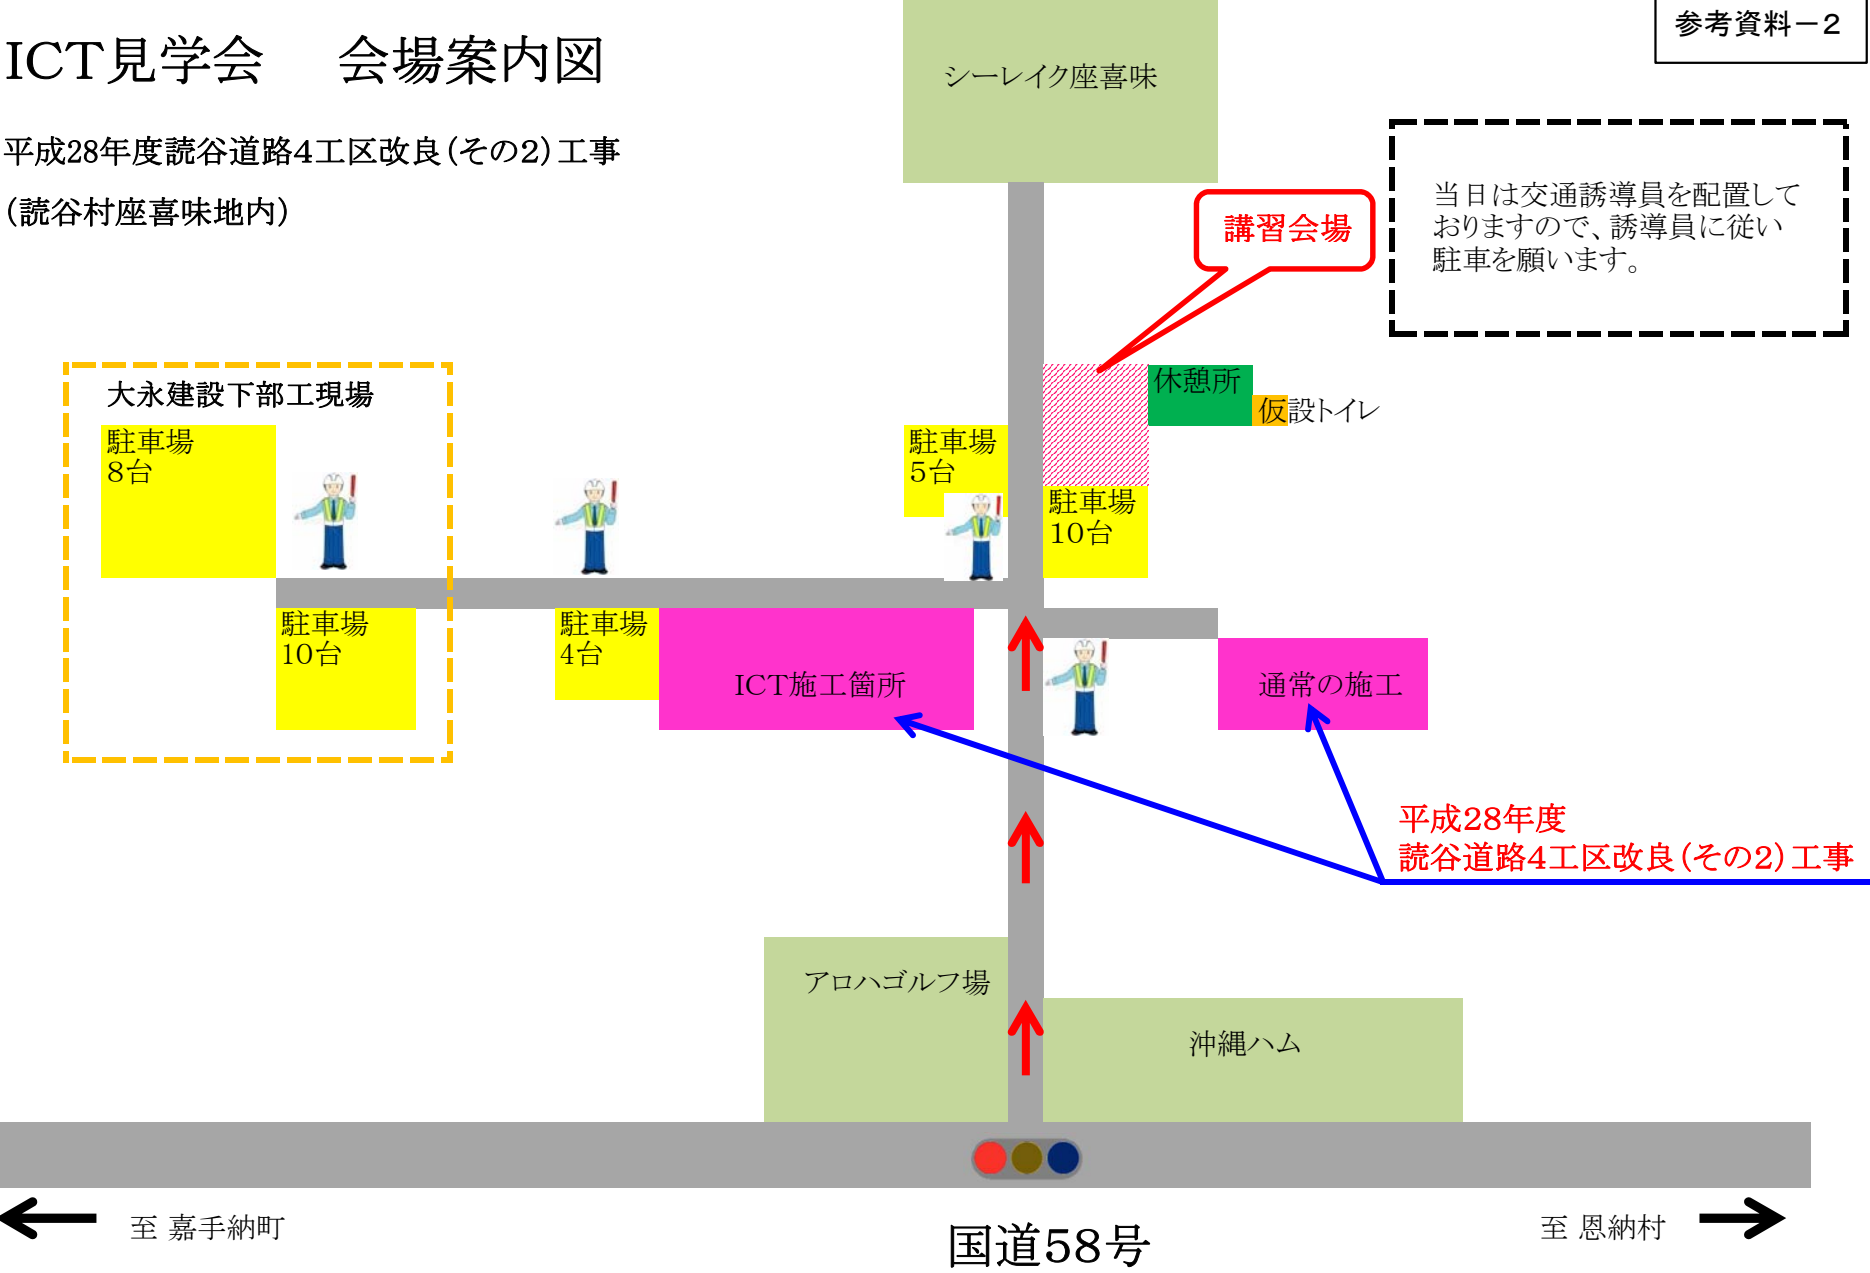 参考資料－２
ICT見学会　会場案内図
平成28年度読谷道路4工区改良（その2）工事
（読谷村座喜味地内）
シーレイク座喜味
当日は交通誘導員を配置して
おりますので、誘導員に従い
駐車を願います。
講習会場
大永建設下部工現場
駐車場
8台
駐車場
5台
休憩所
仮設トイレ
駐車場
10台
駐車場
10台
駐車場
4台
ICT施工箇所
通常の施工
平成28年度
読谷道路4工区改良（その2）工事
アロハゴルフ場
沖縄ハム
至 嘉手納町
国道58号
至 恩納村